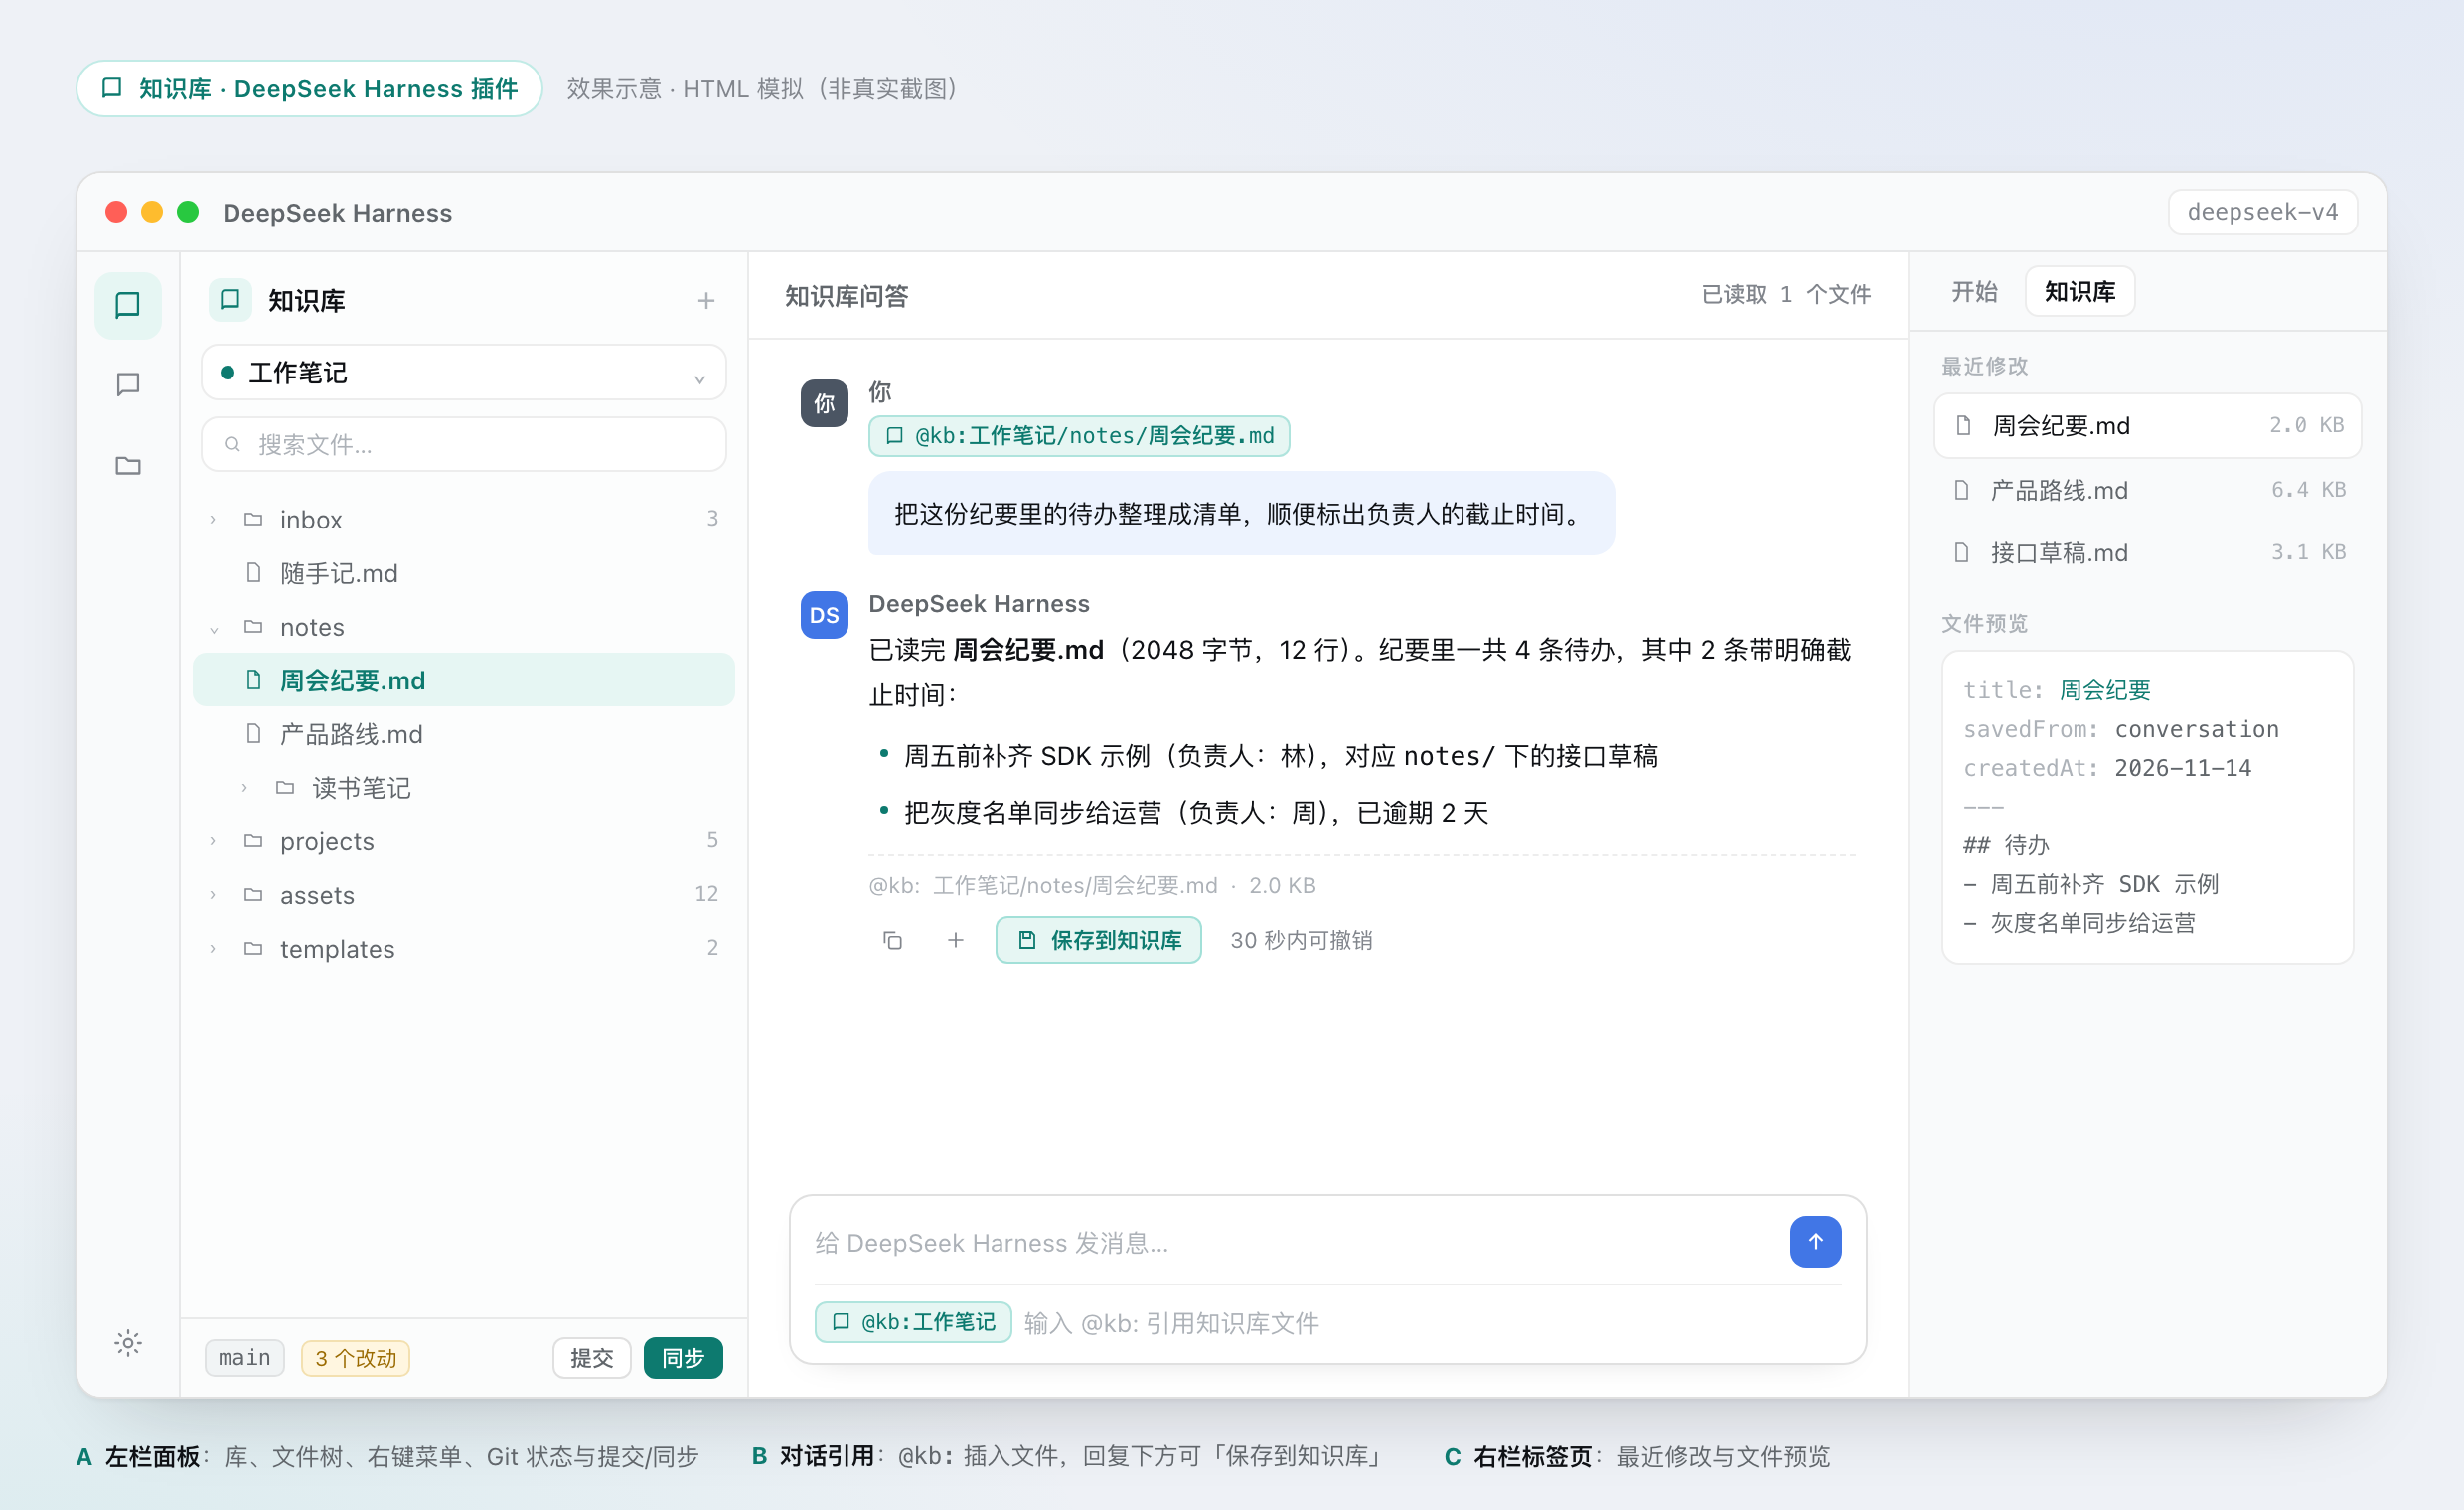 知识库 · DeepSeek Harness 插件
效果示意 · HTML 模拟（非真实截图）
DeepSeek Harness
deepseek-v4
知识库
+
工作笔记
搜索文件...
inbox 3
随手记.md
notes
周会纪要.md
产品路线.md
读书笔记
projects 5
assets 12
templates 2
main
3 个改动
提交
同步
知识库问答
已读取 1 个文件
你
你
@kb:工作笔记/notes/周会纪要.md
把这份纪要里的待办整理成清单，顺便标出负责人的截止时间。
DS
DeepSeek Harness
已读完 周会纪要.md（2048 字节，12 行）。纪要里一共 4 条待办，其中 2 条带明确截
止时间：
• 周五前补齐 SDK 示例（负责人：林），对应 notes/ 下的接口草稿
• 把灰度名单同步给运营（负责人：周），已逾期 2 天
@kb: 工作笔记/notes/周会纪要.md · 2.0 KB
+
保存到知识库
30 秒内可撤销
给 DeepSeek Harness 发消息...
@kb:工作笔记
输入 @kb: 引用知识库文件
开始
知识库
最近修改
周会纪要.md 2.0 KB
产品路线.md 6.4 KB
接口草稿.md 3.1 KB
文件预览
title: 周会纪要
savedFrom: conversation
createdAt: 2026-11-14
---
## 待办
- 周五前补齐 SDK 示例
- 灰度名单同步给运营
A 左栏面板：库、文件树、右键菜单、Git 状态与提交/同步
B 对话引用：@kb: 插入文件，回复下方可「保存到知识库」
C 右栏标签页：最近修改与文件预览